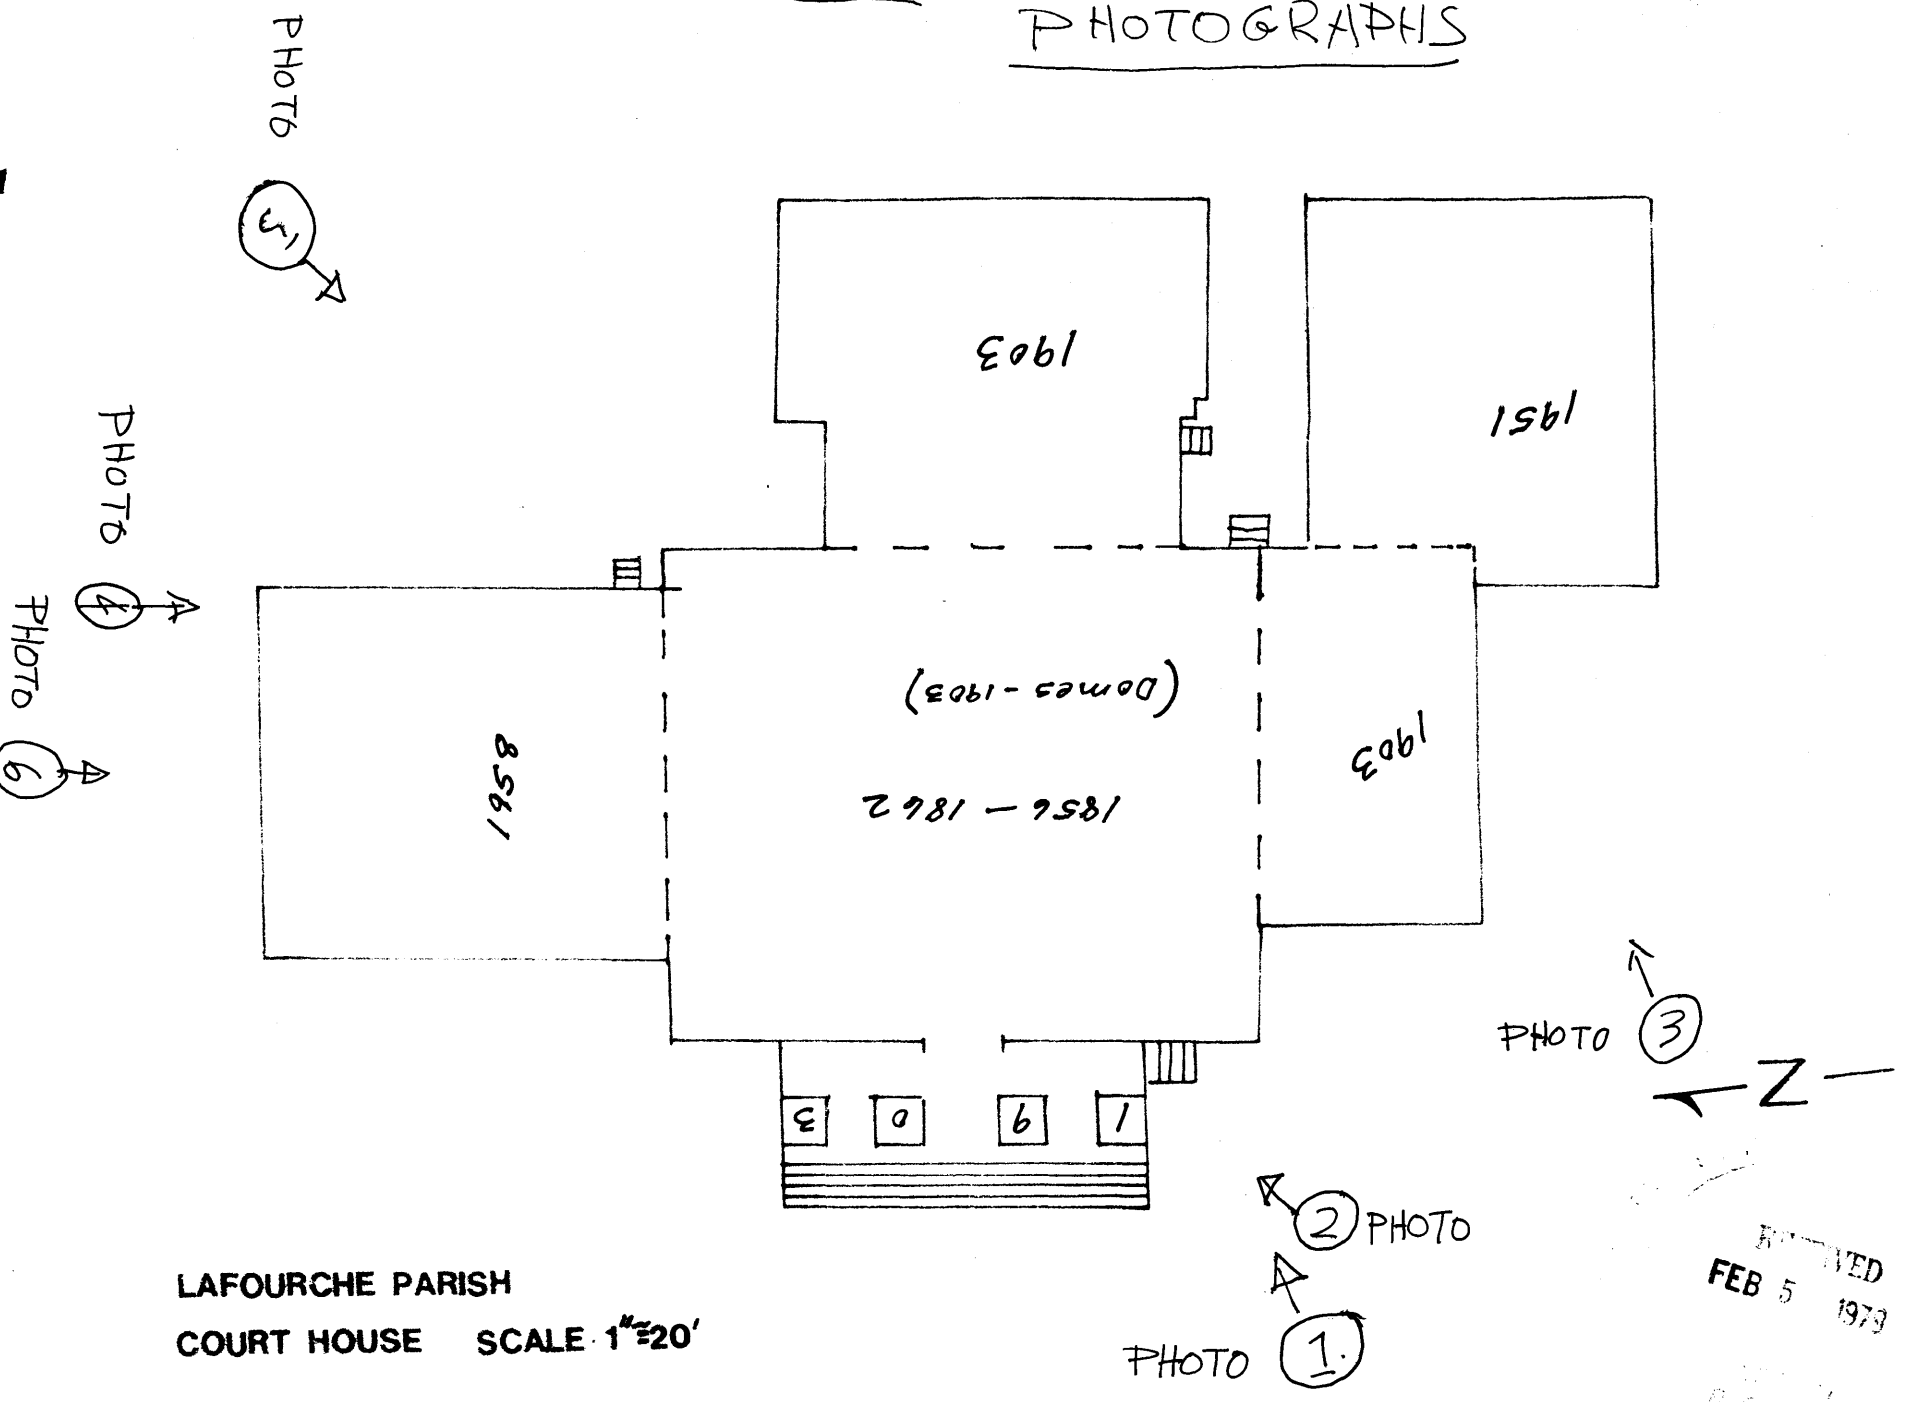 PHOTOGRAPHS
PHOTO
5
1903
1951
PHOTO
4
PHOTO
6
(Domes - 1903)
1903
1958
1856 - 1862
PHOTO 3
N
1 9 0 3
2 PHOTO
PHOTO 1.
FEB 5 1979
LAFOURCHE PARISH
COURT HOUSE SCALE 1"≅20'